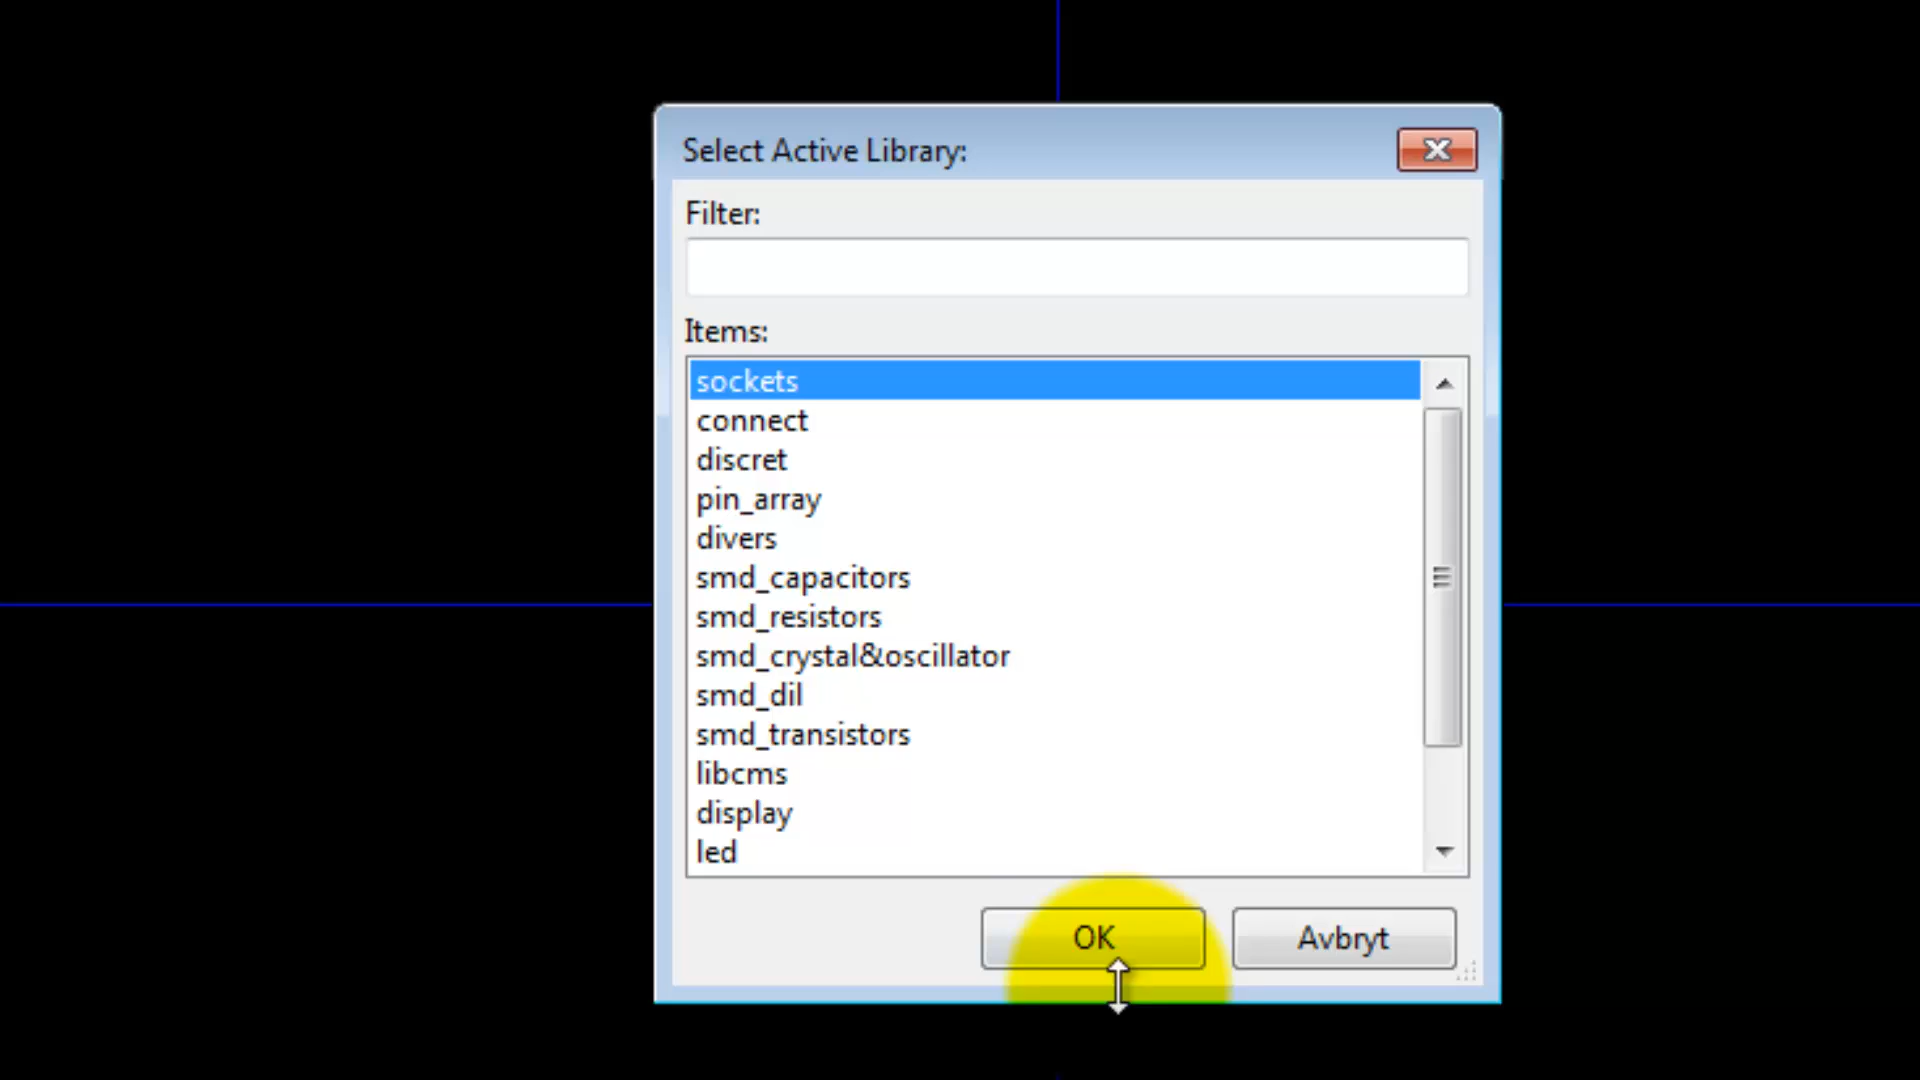 Select Active Library:
Filter:
Items:
sockets
connect
discret
pin_array
divers
smd_capacitors
smd_resistors
smd_crystal&oscillator
smd_dil
smd_transistors
libcms
display
led
OK
Avbryt